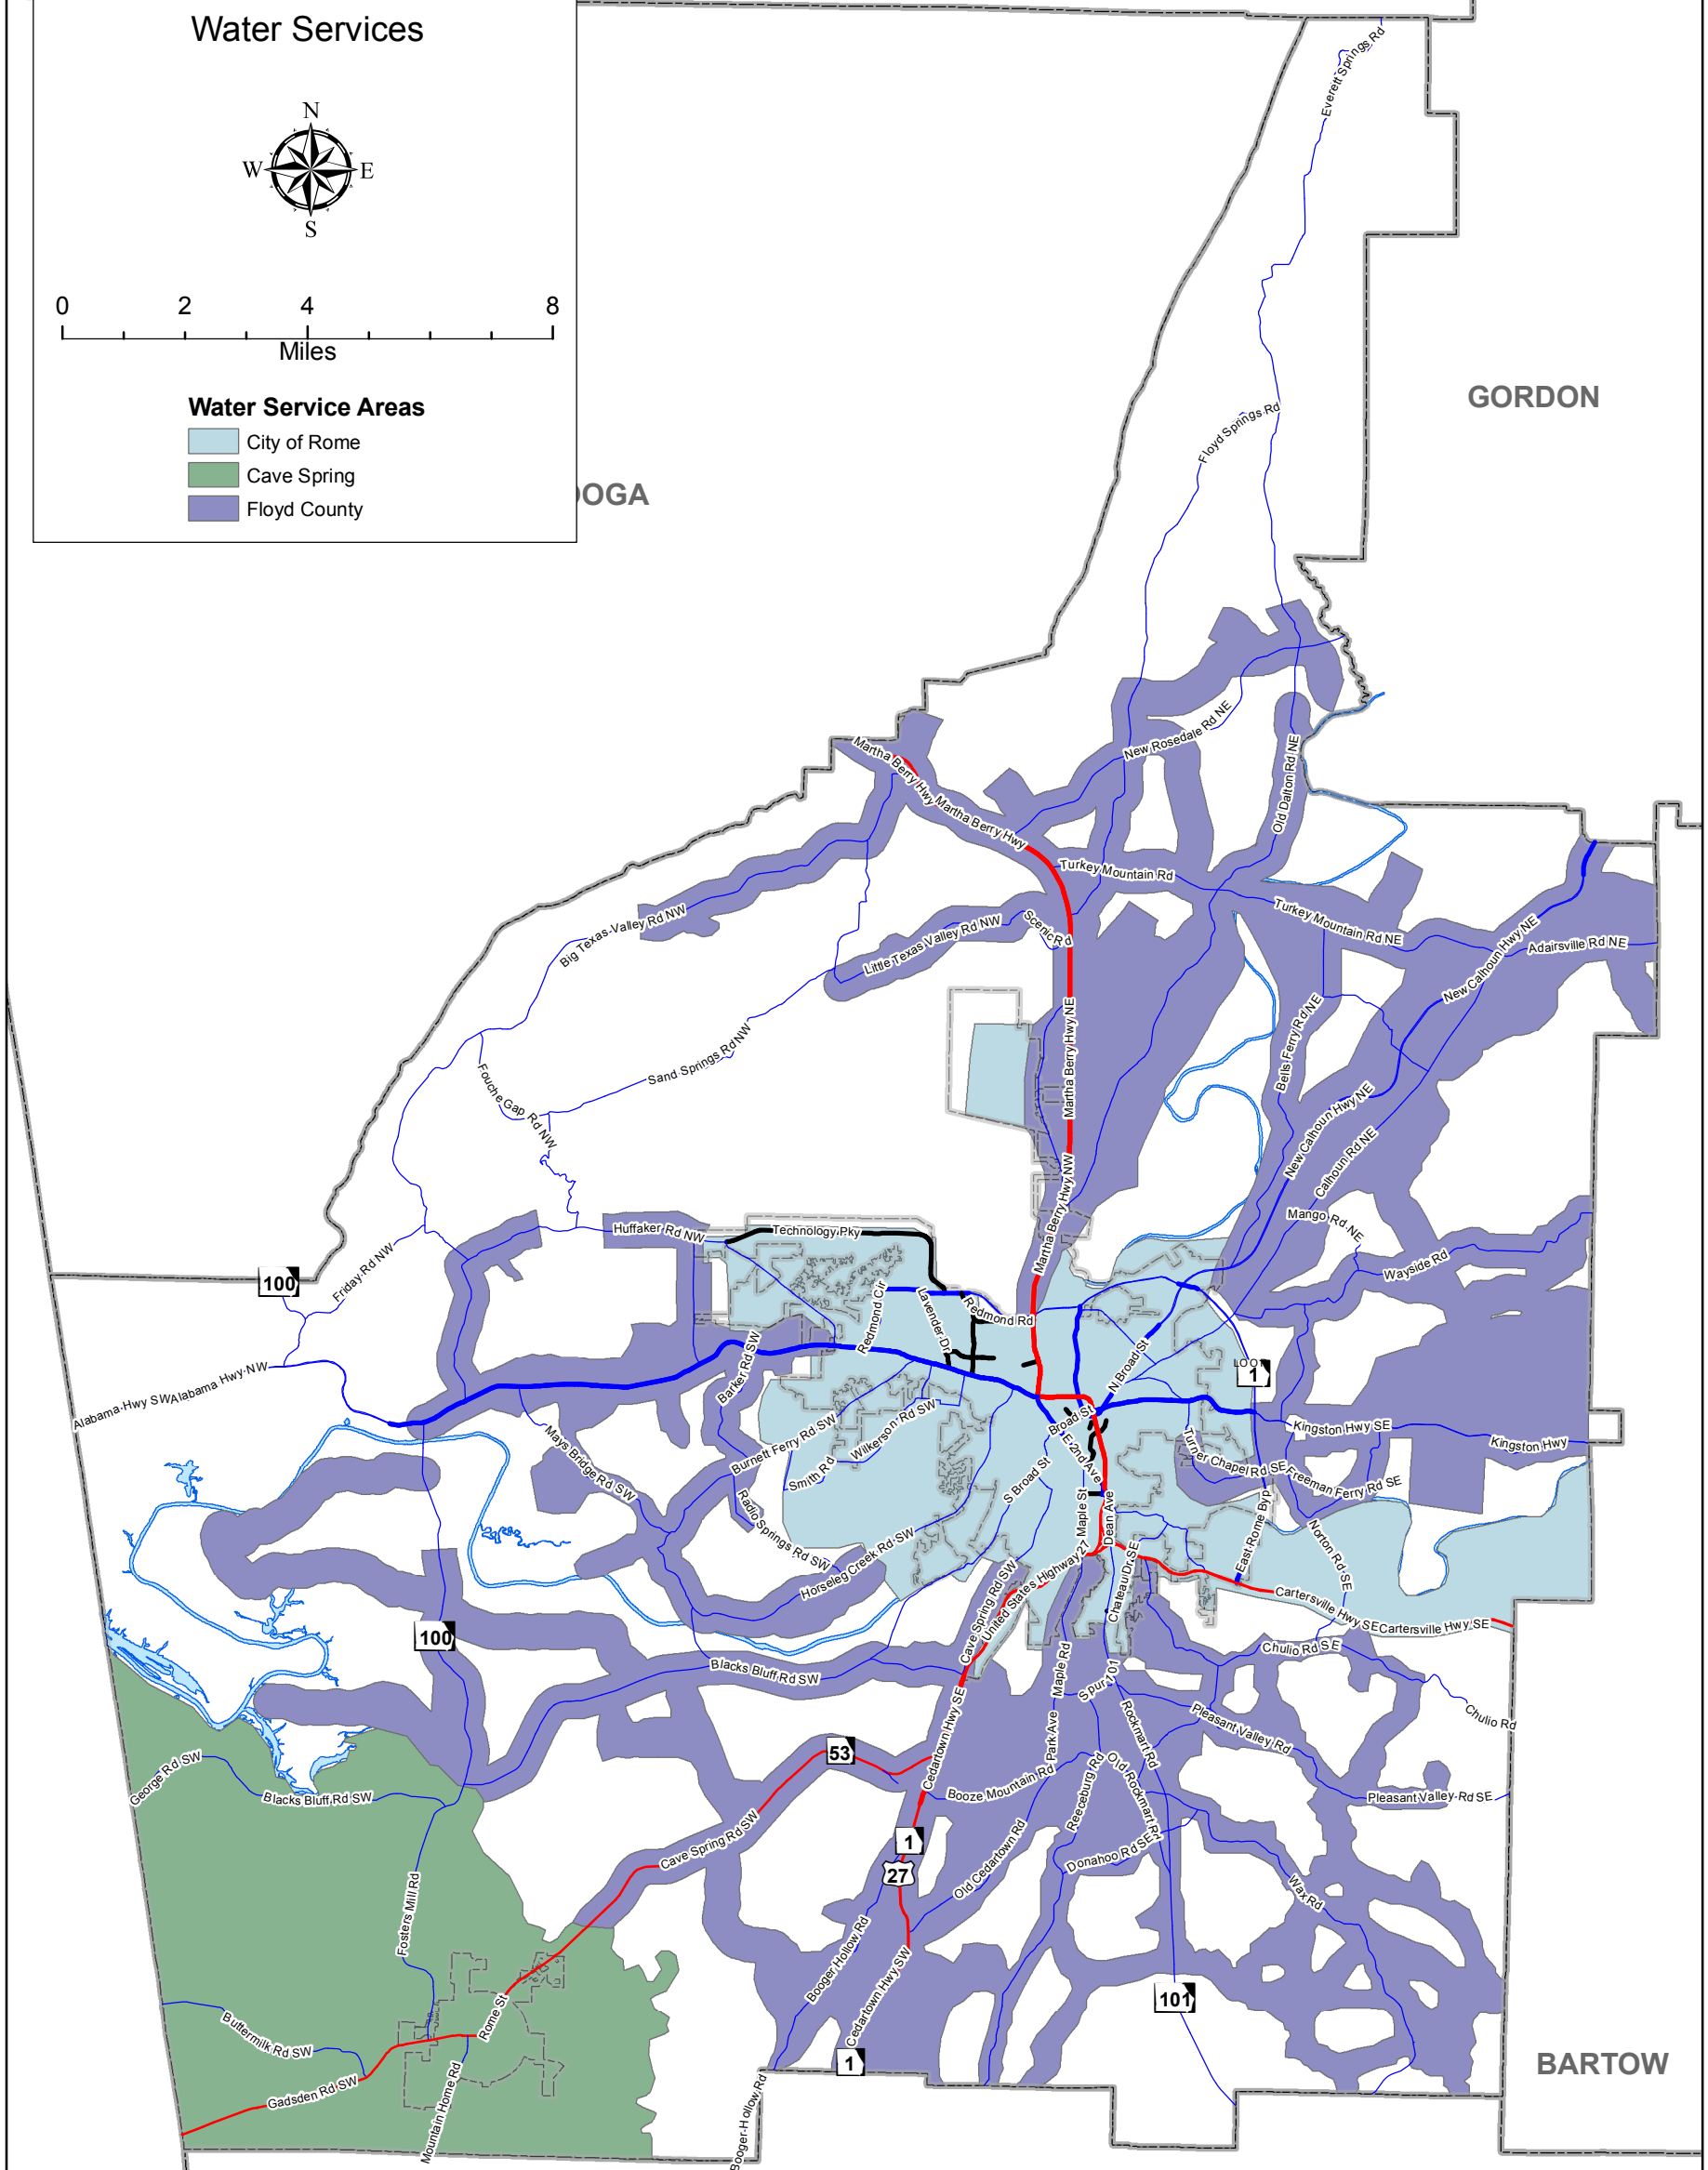 Water Services
N
W
E
S
0
2
4
8
Miles
Water Service Areas
City of Rome
Cave Spring
Floyd County
OOGA
GORDON
BARTOW
Everett Springs Rd
Floyd Springs Rd
New Rosedale Rd NE
Old Dalton Rd NE
Martha Berry Hwy
Martha Berry Hwy
Turkey Mountain Rd
Turkey Mountain Rd NE
Adairsville Rd NE
New Calhoun Hwy NE
Big Texas Valley Rd NW
Little Texas Valley Rd NW
Scenic Rd
Sand Springs Rd NW
Fouche Gap Rd NW
Martha Berry Hwy NE
Bells Ferry Rd NE
New Calhoun Hwy NE
Calhoun Rd NE
Mango Rd NE
Wayside Rd
Martha Berry Hwy NW
Huffaker Rd NW
Technology Pky
Friday Rd NW
100
Redmond Cir
Lavender Dr
Redmond Rd
N Broad St
LOOP
1
Alabama Hwy SW
Alabama Hwy NW
Barker Rd SW
Burnett Ferry Rd SW
Wilkerson Rd SW
Smith Rd
Broad St
E 2nd Ave
S Broad St
Maple St
Dean Ave
Turner Chapel Rd SE
Freeman Ferry Rd SE
Kingston Hwy SE
Kingston Hwy
Mays Bridge Rd SW
Radio Springs Rd SW
Horseleg Creek Rd SW
East Rome Byp
Norton Rd SE
Cave Spring Rd SW
United States Highway 27
Chateau Dr SE
Cartersville Hwy SE
Cartersville Hwy SE
100
Blacks Bluff Rd SW
Maple Rd
Spur 701
Chulio Rd SE
Chulio Rd
Pleasant Valley Rd
Pleasant Valley Rd SE
Rockmart Rd
Old Rockmart Rd
Park Ave
Cedartown Hwy SE
53
Booze Mountain Rd
Reeceburg Rd
George Rd SW
Blacks Bluff Rd SW
Cave Spring Rd SW
1
27
Old Cedartown Rd
Donahoo Rd SE
Wax Rd
Fosters Mill Rd
Booger Hollow Rd
Cedartown Hwy SW
101
Rome St
Buttermilk Rd SW
Gadsden Rd SW
Mountain Home Rd
1
Booger Hollow Rd